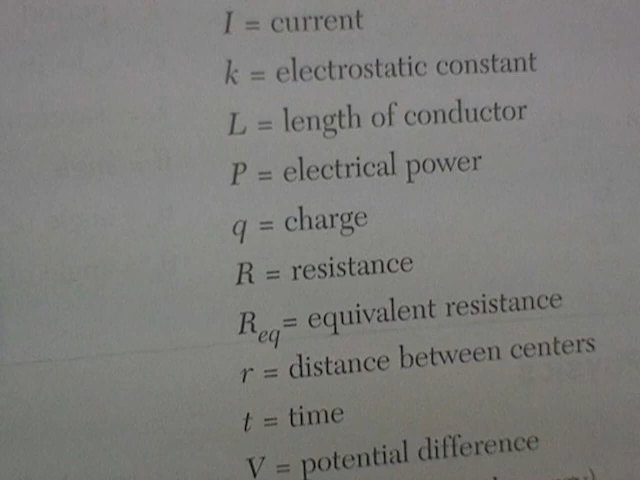 I = current
k = electrostatic constant
L = length of conductor
P = electrical power
q = charge
R = resistance
Req = equivalent resistance
r = distance between centers
t = time
V = potential difference